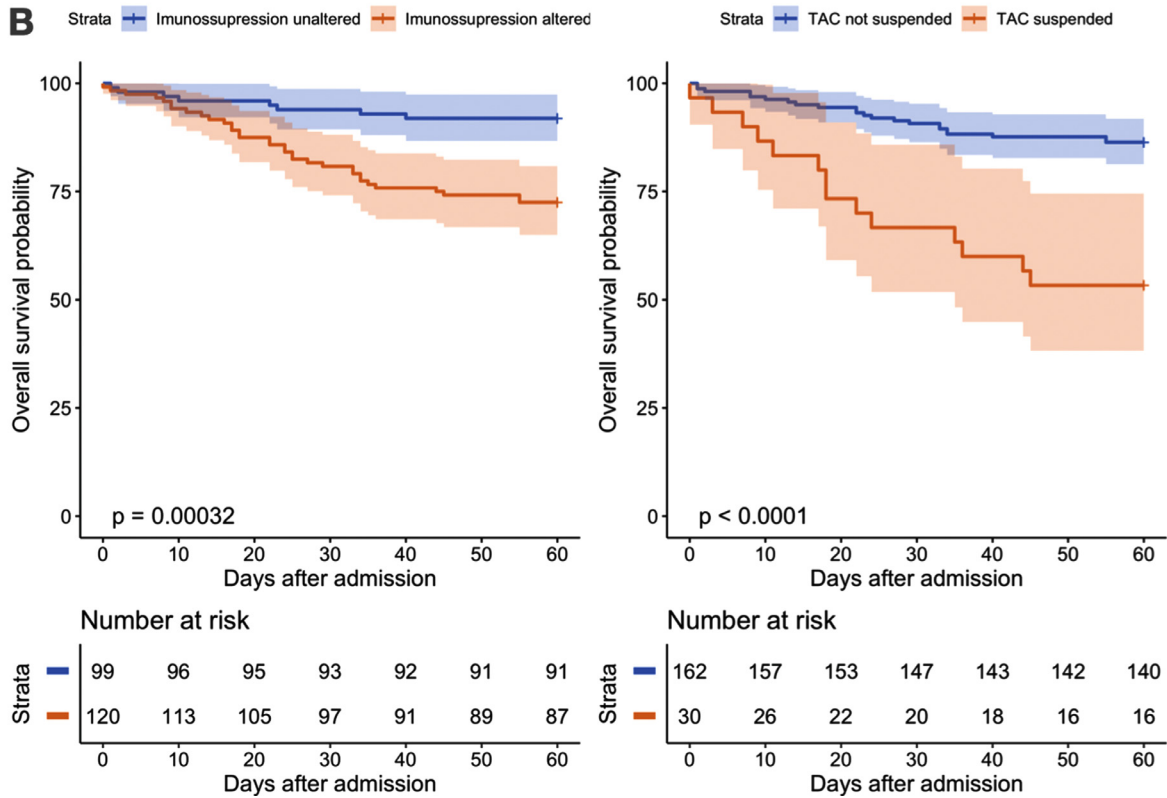 B
Strata Imunossupression unaltered Imunossupression altered
Overall survival probability
100
75
50
25
0
p = 0.00032
0 10 20 30 40 50 60
Days after admission
Number at risk
Strata
99 96 95 93 92 91 91
120 113 105 97 91 89 87
0 10 20 30 40 50 60
Days after admission
Strata TAC not suspended TAC suspended
Overall survival probability
100
75
50
25
0
p < 0.0001
0 10 20 30 40 50 60
Days after admission
Number at risk
Strata
162 157 153 147 143 142 140
30 26 22 20 18 16 16
0 10 20 30 40 50 60
Days after admission